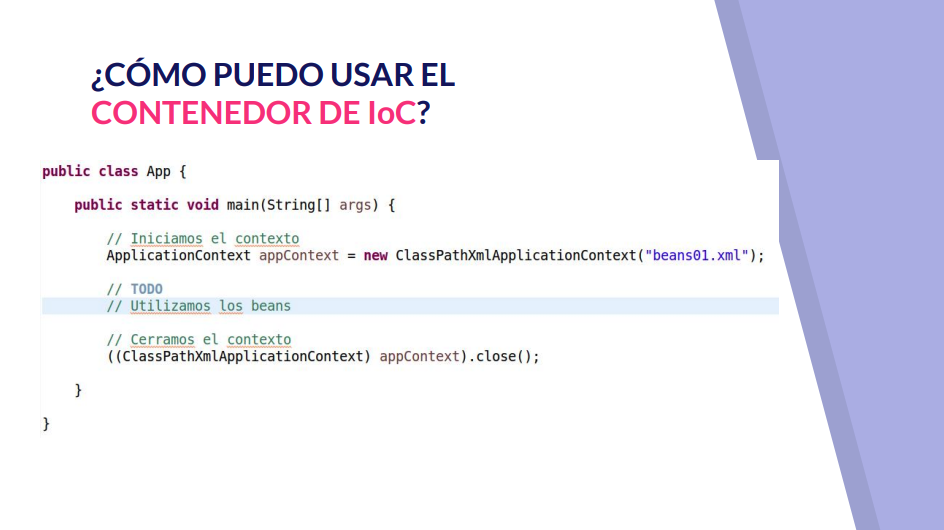 ¿CÓMO PUEDO USAR EL
CONTENEDOR DE IoC?
public class App {
public static void main(String[] args) {
// Iniciamos el contexto
ApplicationContext appContext = new ClassPathXmlApplicationContext("beans01.xml");
// TODO
// Utilizamos los beans
// Cerramos el contexto
((ClassPathXmlApplicationContext) appContext).close();
}
}